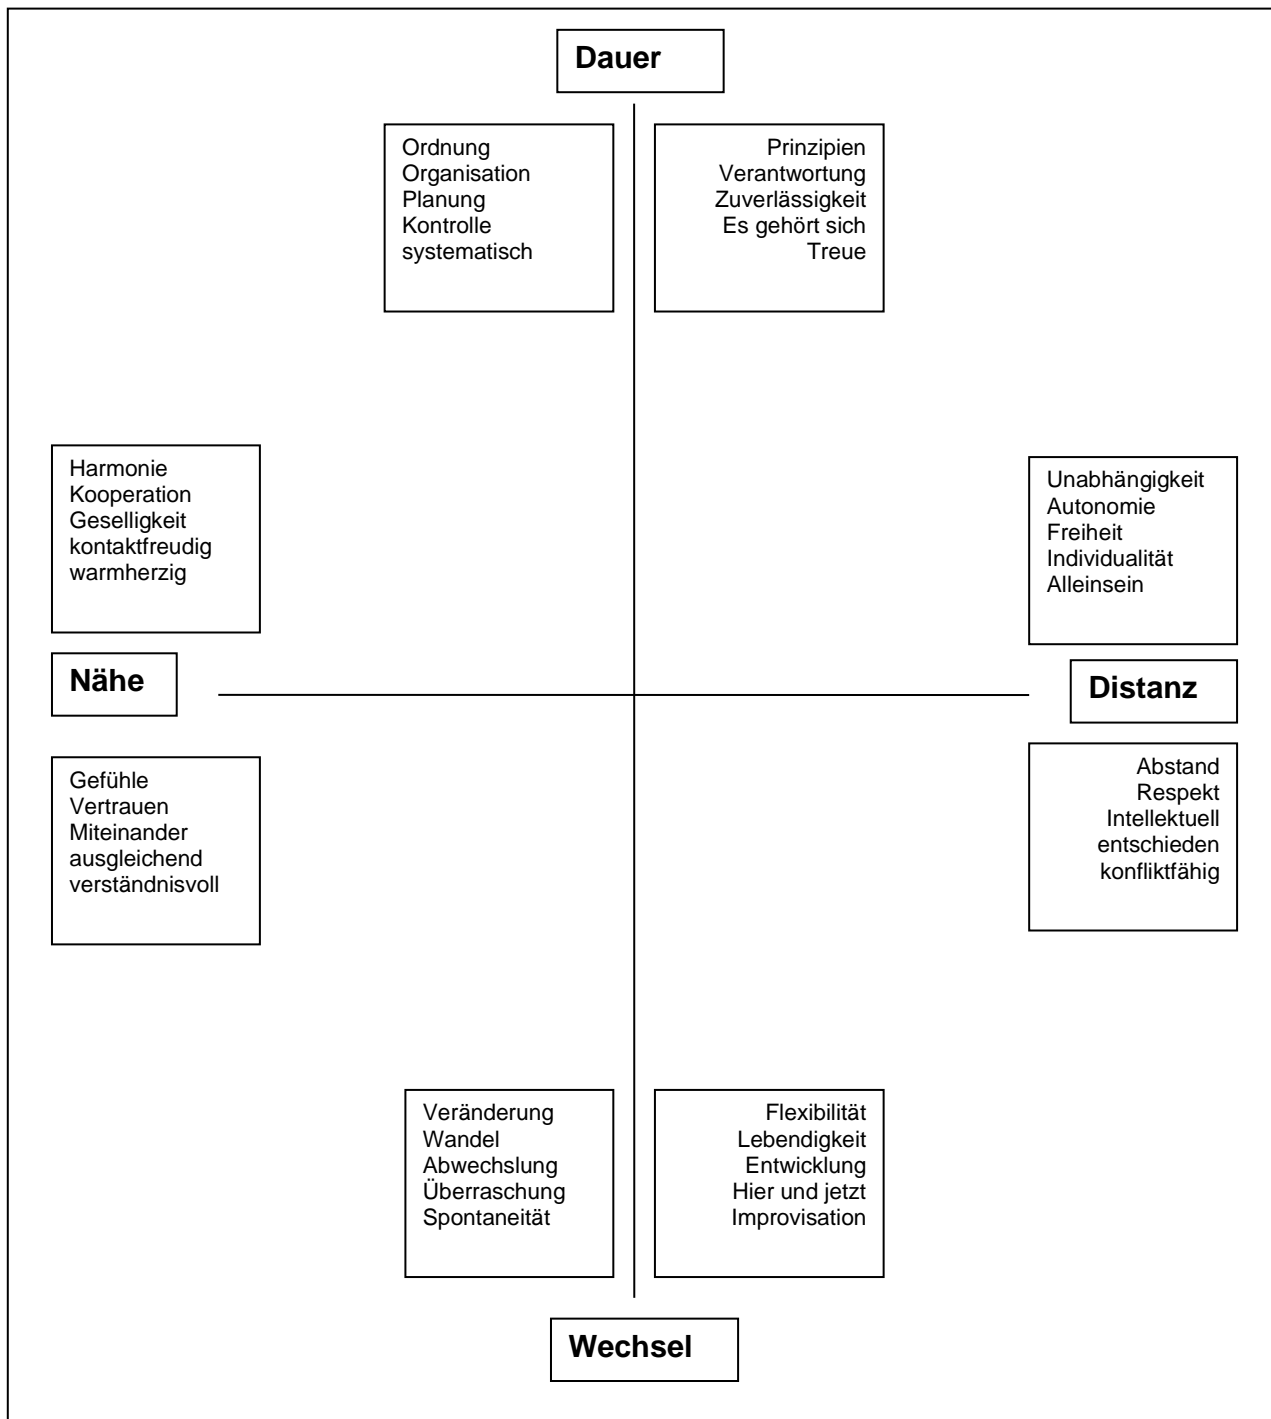 Dauer
Ordnung
Organisation
Planung
Kontrolle
systematisch
Prinzipien
Verantwortung
Zuverlässigkeit
Es gehört sich
Treue
Harmonie
Kooperation
Geselligkeit
kontaktfreudig
warmherzig
Unabhängigkeit
Autonomie
Freiheit
Individualität
Alleinsein
Nähe
Distanz
Gefühle
Vertrauen
Miteinander
ausgleichend
verständnisvoll
Abstand
Respekt
Intellektuell
entschieden
konfliktfähig
Veränderung
Wandel
Abwechslung
Überraschung
Spontaneität
Flexibilität
Lebendigkeit
Entwicklung
Hier und jetzt
Improvisation
Wechsel